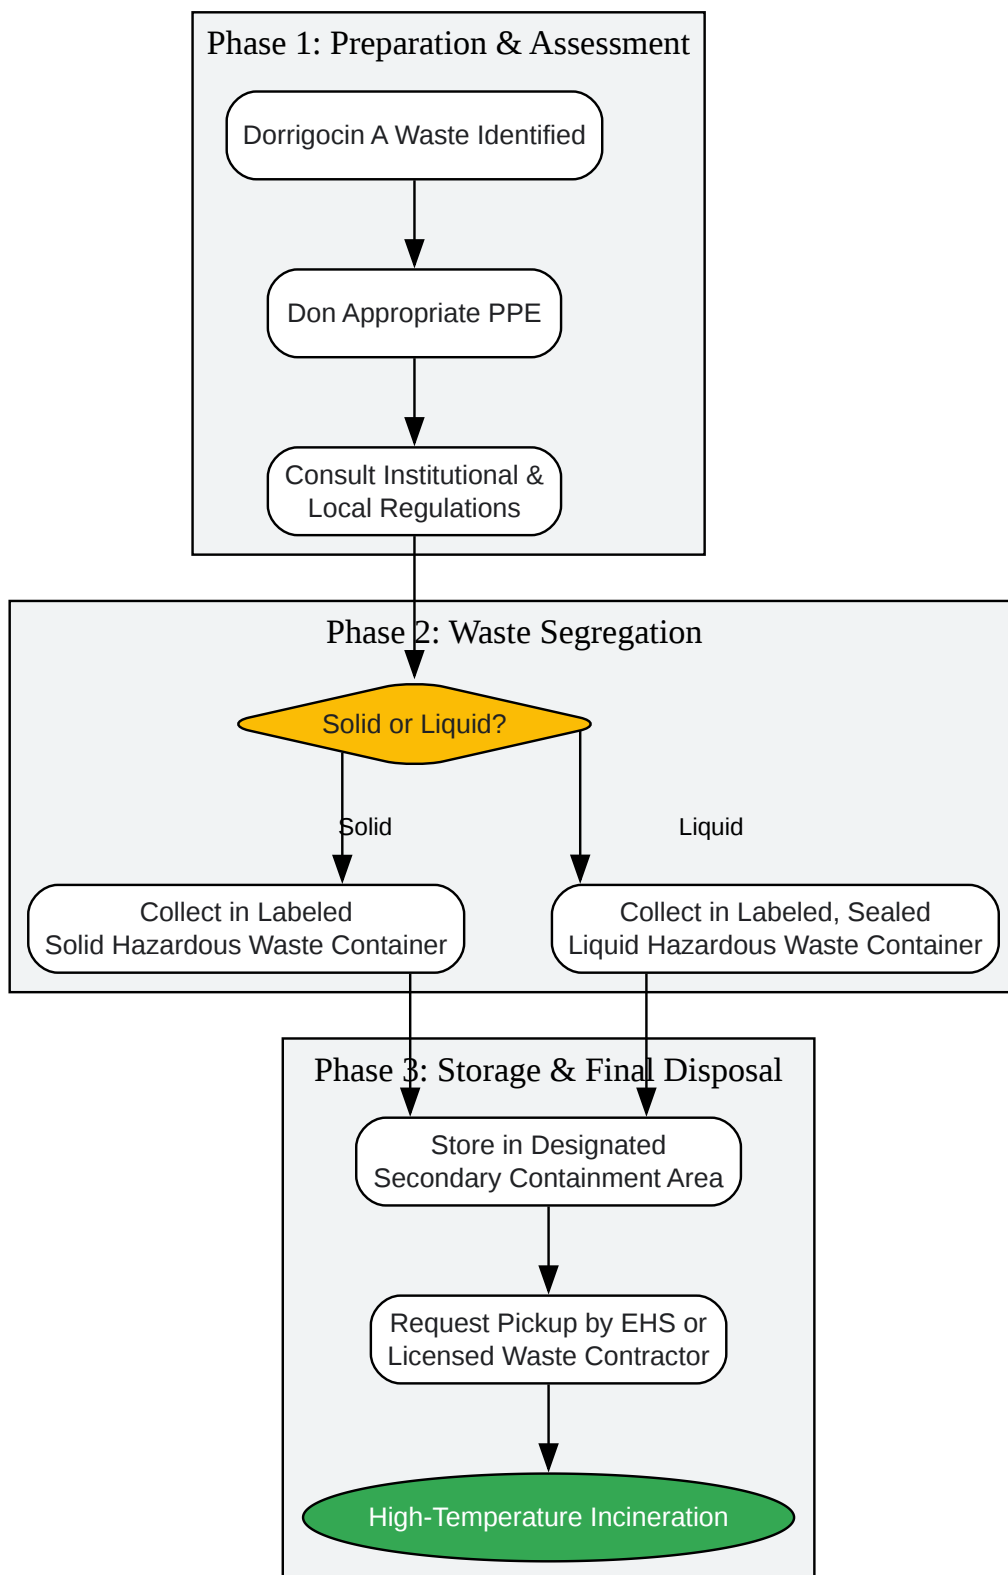 Phase 1: Preparation & Assessment
Dorrigocin A Waste Identified
Don Appropriate PPE
Consult Institutional &
Local Regulations
Phase 2: Waste Segregation
Solid or Liquid?
Solid
Liquid
Collect in Labeled
Solid Hazardous Waste Container
Collect in Labeled, Sealed
Liquid Hazardous Waste Container
Phase 3: Storage & Final Disposal
Store in Designated
Secondary Containment Area
Request Pickup by EHS or
Licensed Waste Contractor
High-Temperature Incineration